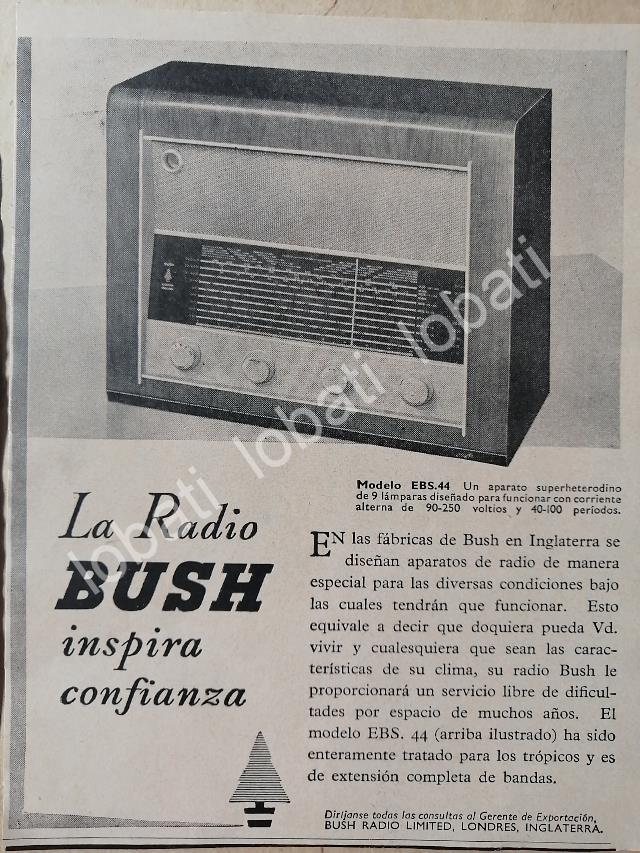 Modelo EBS.44 Un aparato superheterodino
de 9 lámparas diseñado para funcionar con corriente
alterna de 90-250 voltios y 40-100 períodos.
La Radio
BUSH
inspira
confianza
EN las fábricas de Bush en Inglaterra se
diseñan aparatos de radio de manera
especial para las diversas condiciones bajo
las cuales tendrán que funcionar. Esto
equivale a decir que doquiera pueda Vd.
vivir y cualesquiera que sean las carac-
terísticas de su clima, su radio Bush le
proporcionará un servicio libre de dificul-
tades por espacio de muchos años. El
modelo EBS. 44 (arriba ilustrado) ha sido
enteramente tratado para los trópicos y es
de extensión completa de bandas.
Diríjanse todas las consultas al Gerente de Exportación,
BUSH RADIO LIMITED, LONDRES, INGLATERRA.
lobati lobati lobati lobati